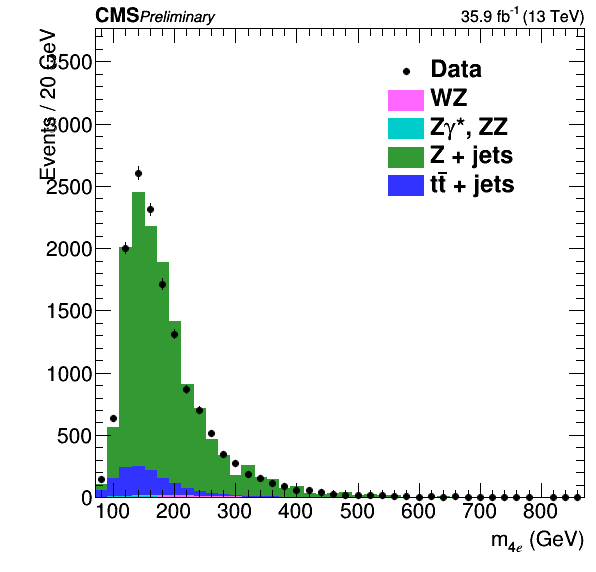 CMS Preliminary 35.9 fb⁻¹ (13 TeV)
Events / 20 GeV
3500
3000
2500
2000
1500
1000
500
0
Data
WZ
Zγ*, ZZ
Z + jets
tt̄ + jets
100 200 300 400 500 600 700 800
m₄ₑ (GeV)